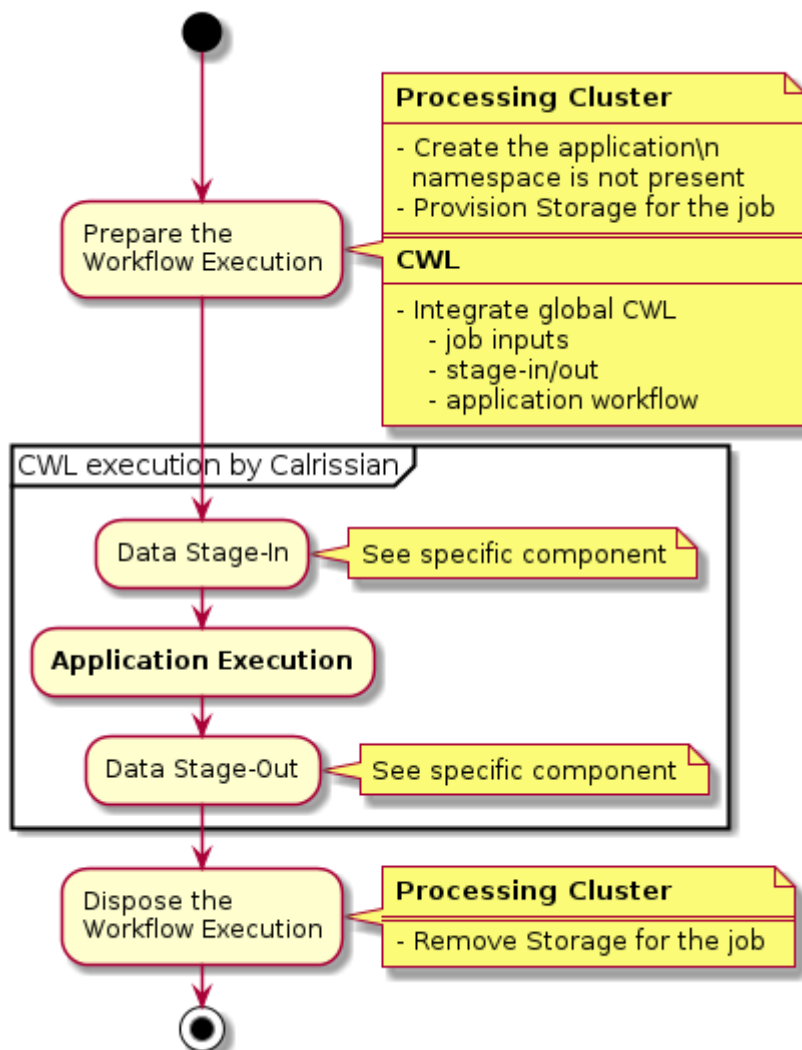 Processing Cluster
- Create the application\n
namespace is not present
- Provision Storage for the job
Prepare the
Workflow Execution
CWL
- Integrate global CWL
- job inputs
- stage-in/out
- application workflow
CWL execution by Calrissian
Data Stage-In
See specific component
Application Execution
Data Stage-Out
See specific component
Dispose the
Workflow Execution
Processing Cluster
- Remove Storage for the job